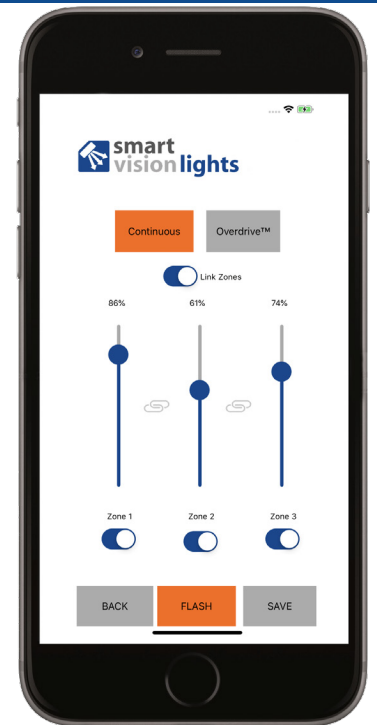 smart
vision lights
Continuous
Overdrive™
Link Zones
86%
61%
74%
Zone 1
Zone 2
Zone 3
BACK
FLASH
SAVE